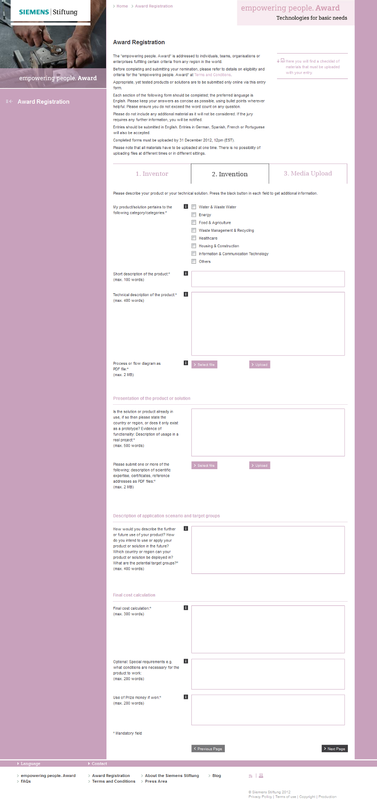 SIEMENS | Stiftung
empowering people. Award
Award Registration
Home
Award Registration
empowering people. Award
Technologies for basic needs
Award Registration
The "empowering people. Award" is addressed to individuals, teams, organisations or
enterprises fulfilling certain criteria from any region in the world.
Before completing and submitting your nomination, please refer to details on eligibility and
criteria for the "empowering people. Award" at Terms and Conditions.
Appropriate, yet tested products or solutions are to be submitted only online via this entry
form.
Each section of the form should be completed; the preferred language is
English. Please keep your answers as concise as possible, using bullet points wherever
helpful. Please ensure you do not exceed the word count on any question.
Please do not include any additional material as it will not be considered. If the jury
requires any further information, you will be notified.
Entries should be submitted in English. Entries in German, Spanish, French or Portuguese
will also be accepted.
Completed forms must be uploaded by 31 December 2012, 12pm (EST).
Please note that all materials have to be uploaded at one time. There is no possibility of
uploading files at different times or in different sittings.
Here you will find a checklist of
materials that must be uploaded
with your entry
1. Inventor
2. Invention
3. Media Upload
Please describe your product or your technical solution. Press the black button in each field to get additional information.
My product/solution pertains to the
following category/categories:*
Water & Waste Water
Energy
Food & Agriculture
Waste Management & Recycling
Healthcare
Housing & Construction
Information & Communication Technology
Others
Short description of the product:*
(max. 100 words)
Technical description of the product:*
(max. 400 words)
Process or flow diagram as
PDF file:*
(max. 2 MB)
Select file
Upload
Presentation of the product or solution
Is the solution or product already in
use, if so then please state the
country or region, or does it only exist
as a prototype? Evidence of
functionality. Description of usage in a
real project:*
(max. 500 words)
Please submit one or more of the
following: description of scientific
expertise, certificates, reference
addresses as PDF files:*
(max. 2 MB)
Select file
Upload
Description of application scenario and target groups
How would you describe the further
or future use of your product? How
do you intend to use or apply your
product or solution in the future?
Which country or region can your
product or solution be deployed in?
What are the potential target groups?*
(max. 400 words)
Final cost calculation
Final cost calculation:*
(max. 300 words)
Optional: Special requirements e.g.
what conditions are necessary for the
product to work
(max. 200 words)
Use of Prize money if won:*
(max. 200 words)
* Mandatory field
Previous Page
Next Page
Language
Contact
empowering people. Award
Award Registration
About the Siemens Stiftung
Blog
FAQs
Terms and Conditions
Press Area
© Siemens Stiftung 2012
Privacy Policy | Terms of use | Copyright | Publication